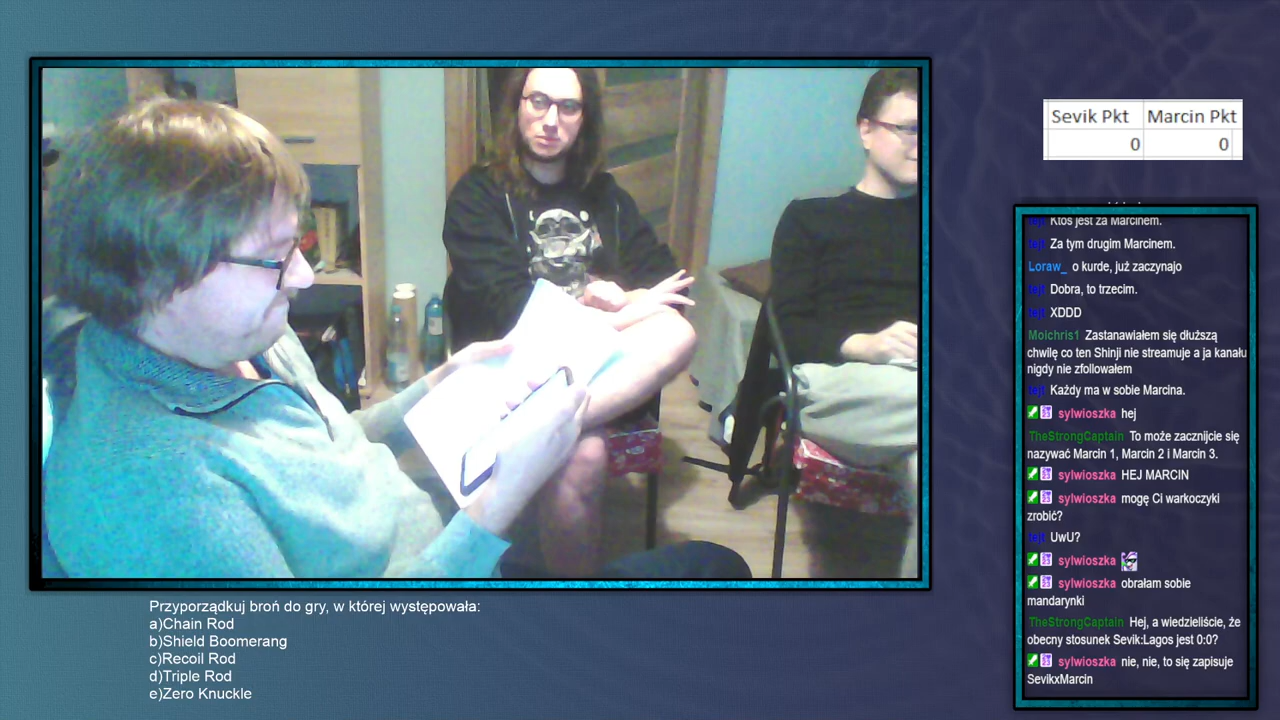 Sevik Pkt Marcin Pkt
0 0
Ktoś jest za Marcinem.
tejt Za tym drugim Marcinem.
Loraw_ o kurde, już zaczynajo
tejt Dobra, to trzecim.
tejt XDDD
Moichris1 Zastanawiałem się dłuższą
chwilę co ten Shinji nie streamuje a ja kanału
nigdy nie zfollowałem
tejt Każdy ma w sobie Marcina.
sylwioszka hej
TheStrongCaptain To może zacznijcie się
nazywać Marcin 1, Marcin 2 i Marcin 3.
sylwioszka HEJ MARCIN
sylwioszka mogę Ci warkoczyki
zrobić?
tejt UwU?
sylwioszka
sylwioszka obrałam sobie
mandarynki
TheStrongCaptain Hej, a wiedzieliście, że
obecny stosunek Sevik:Lagos jest 0:0?
sylwioszka nie, nie, to się zapisuje
SevikxMarcin
Przyporządkuj broń do gry, w której występowała:
a)Chain Rod
b)Shield Boomerang
c)Recoil Rod
d)Triple Rod
e)Zero Knuckle